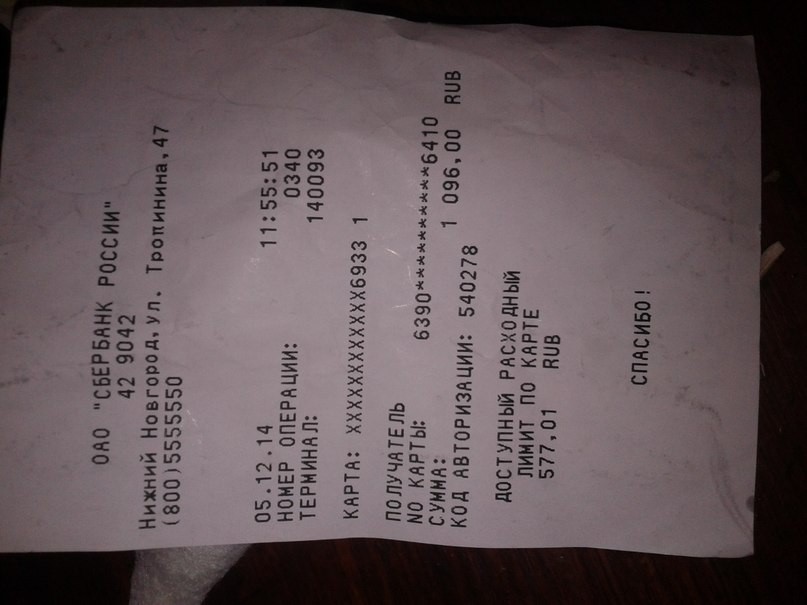 ОАО "СБЕРБАНК РОССИИ"
42 9042
Нижний Новгород,ул. Тропинина,47
(800)5555550
05.12.14 11:55:51
НОМЕР ОПЕРАЦИИ: 0340
ТЕРМИНАЛ: 140093
КАРТА: XXXXXXXXXXXXXX6933 1
ПОЛУЧАТЕЛЬ
NO КАРТЫ: 6390***********6410
СУММА: 1 096,00 RUB
КОД АВТОРИЗАЦИИ: 540278
ДОСТУПНЫЙ РАСХОДНЫЙ
ЛИМИТ ПО КАРТЕ
577,01 RUB
СПАСИБО!